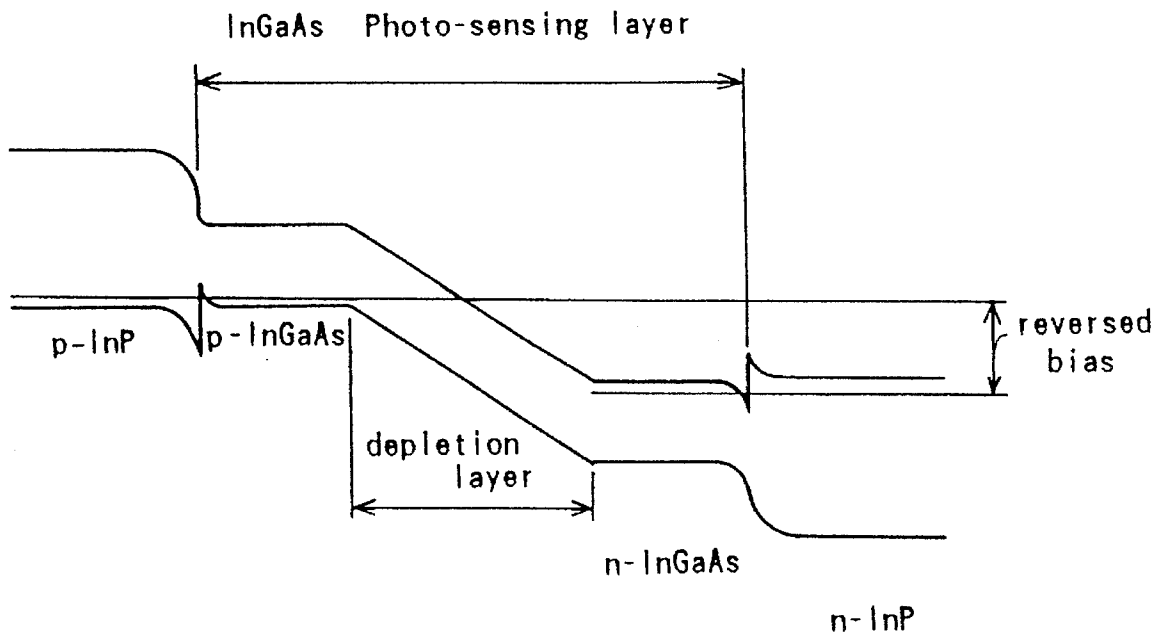 InGaAs Photo-sensing layer
p-InP
p-InGaAs
reversed
bias
depletion
layer
n-InGaAs
n-InP